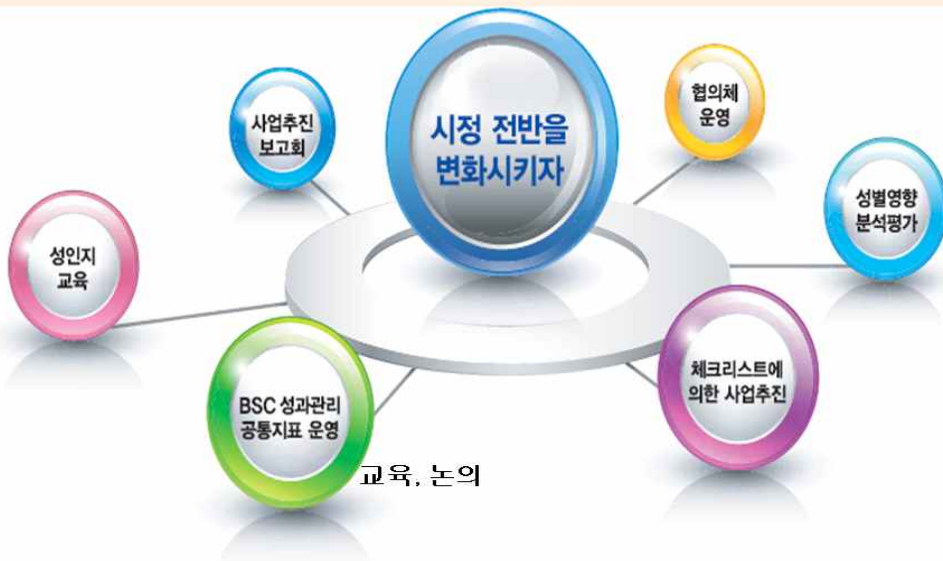 시정 전반을
변화시키자
사업추진
보고회
협의체
운영
성별영향
분석평가
성인지
교육
체크리스트에
의한 사업추진
BSC 성과관리
공통지표 운영
교육, 논의